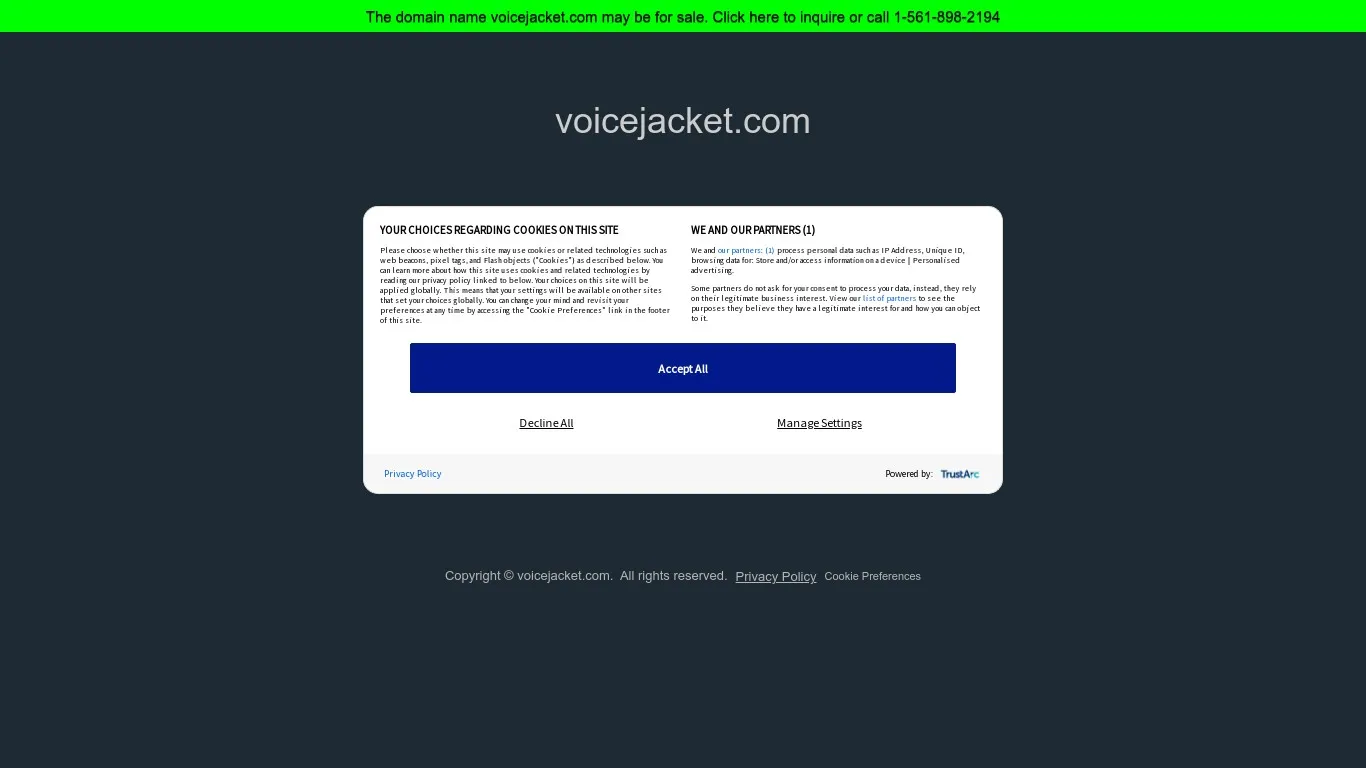 The domain name voicejacket.com may be for sale. Click here to inquire or call 1-561-898-2194
voicejacket.com
YOUR CHOICES REGARDING COOKIES ON THIS SITE
Please choose whether this site may use cookies or related technologies such as
web beacons, pixel tags, and Flash objects ("Cookies") as described below. You
can learn more about how this site uses cookies and related technologies by
reading our privacy policy linked to below. Your choices on this site will be
applied globally. This means that your settings will be available on other sites
that set your choices globally. You can change your mind and revisit your
preferences at any time by accessing the "Cookie Preferences" link in the footer
of this site.
WE AND OUR PARTNERS (1)
We and our partners: (1) process personal data such as IP Address, Unique ID,
browsing data for: Store and/or access information on a device | Personalised
advertising.
Some partners do not ask for your consent to process your data, instead, they rely
on their legitimate business interest. View our list of partners to see the
purposes they believe they have a legitimate interest for and how you can object
to it.
Accept All
Decline All
Manage Settings
Privacy Policy
Powered by: TrustArc
Copyright © voicejacket.com. All rights reserved. Privacy Policy Cookie Preferences